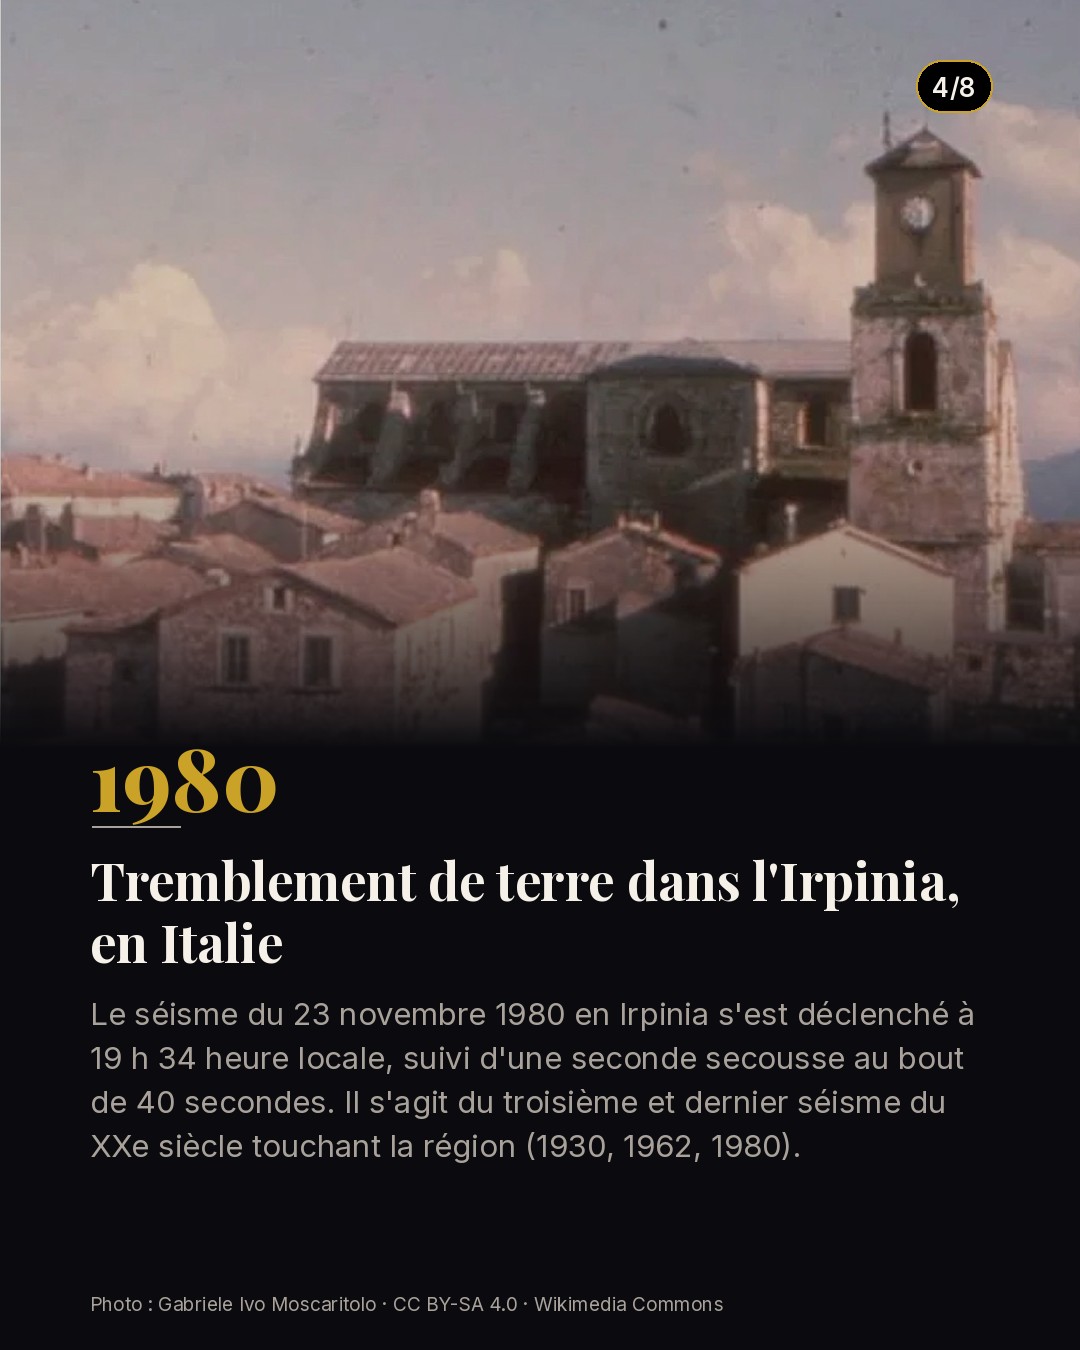 4/8
1980
Tremblement de terre dans l'Irpinia,
en Italie
Le séisme du 23 novembre 1980 en Irpinia s'est déclenché à
19 h 34 heure locale, suivi d'une seconde secousse au bout
de 40 secondes. Il s'agit du troisième et dernier séisme du
XXe siècle touchant la région (1930, 1962, 1980).
Photo : Gabriele Ivo Moscaritolo · CC BY-SA 4.0 · Wikimedia Commons